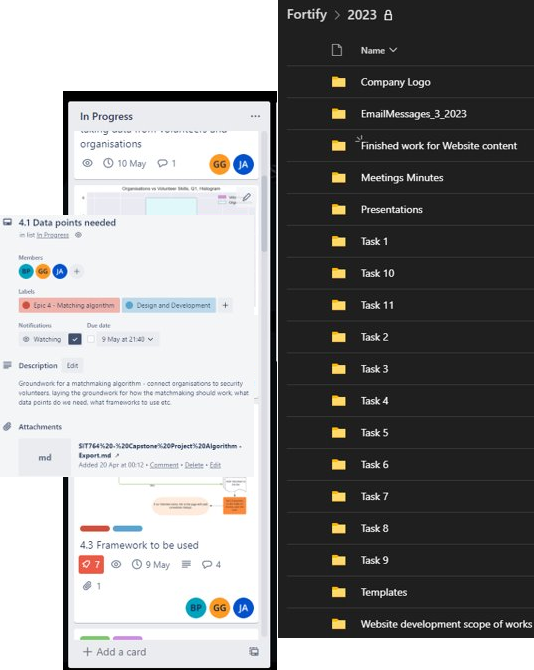 Fortify > 2023
Name
Company Logo
EmailMessages_3_2023
Finished work for Website content
Meetings Minutes
Presentations
Task 1
Task 10
Task 11
Task 2
Task 3
Task 4
Task 5
Task 6
Task 7
Task 8
Task 9
Templates
Website development scope of works
In Progress
taking data from volunteers and
organisations
10 May 1
GG JA
Organisations vs Volunteer Skills, Q1, Histogram
4.1 Data points needed
in list In Progress
Members
BP GG JA +
Labels
Epic 4 - Matching algorithm Design and Development +
Notifications Due date
Watching 9 May at 21:40
Description Edit
Groundwork for a matchmaking algorithm - connect organisations to security
volunteers. laying the groundwork for how the matchmaking should work. what
data points do we need, what frameworks to use etc.
Attachments
md
SIT764%20-%20Capstone%20Project%20Algorithm -
Export.md ↗
Added 20 Apr at 00:12 • Comment • Delete • Edit
4.3 Framework to be used
7 9 May 4
1
BP GG JA
+ Add a card